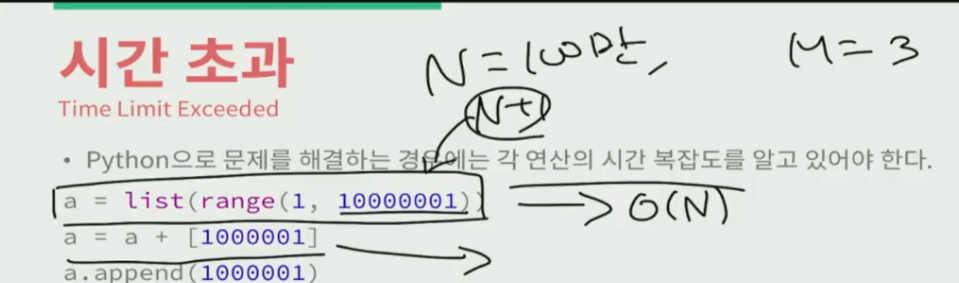 시간 초과
Time Limit Exceeded
N=100만, M=3
N+1
• Python으로 문제를 해결하는 경우에는 각 연산의 시간 복잡도를 알고 있어야 한다.
a = list(range(1, 10000001))
→ O(N)
a = a + [1000001]
a.append(1000001)